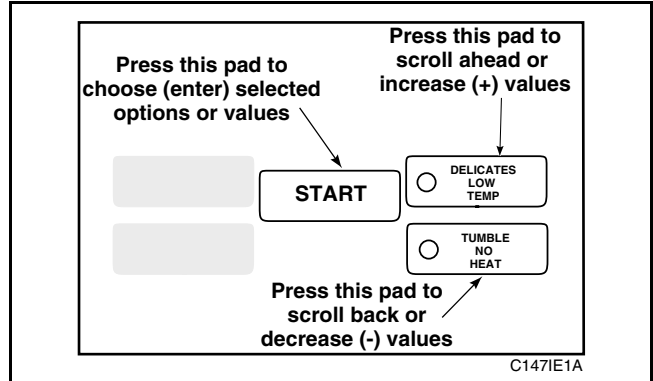 Press this pad to
choose (enter) selected
options or values
Press this pad to
scroll ahead or
increase (+) values
START
DELICATES
LOW
TEMP
TUMBLE
NO
HEAT
Press this pad to
scroll back or
decrease (-) values
C147IE1A